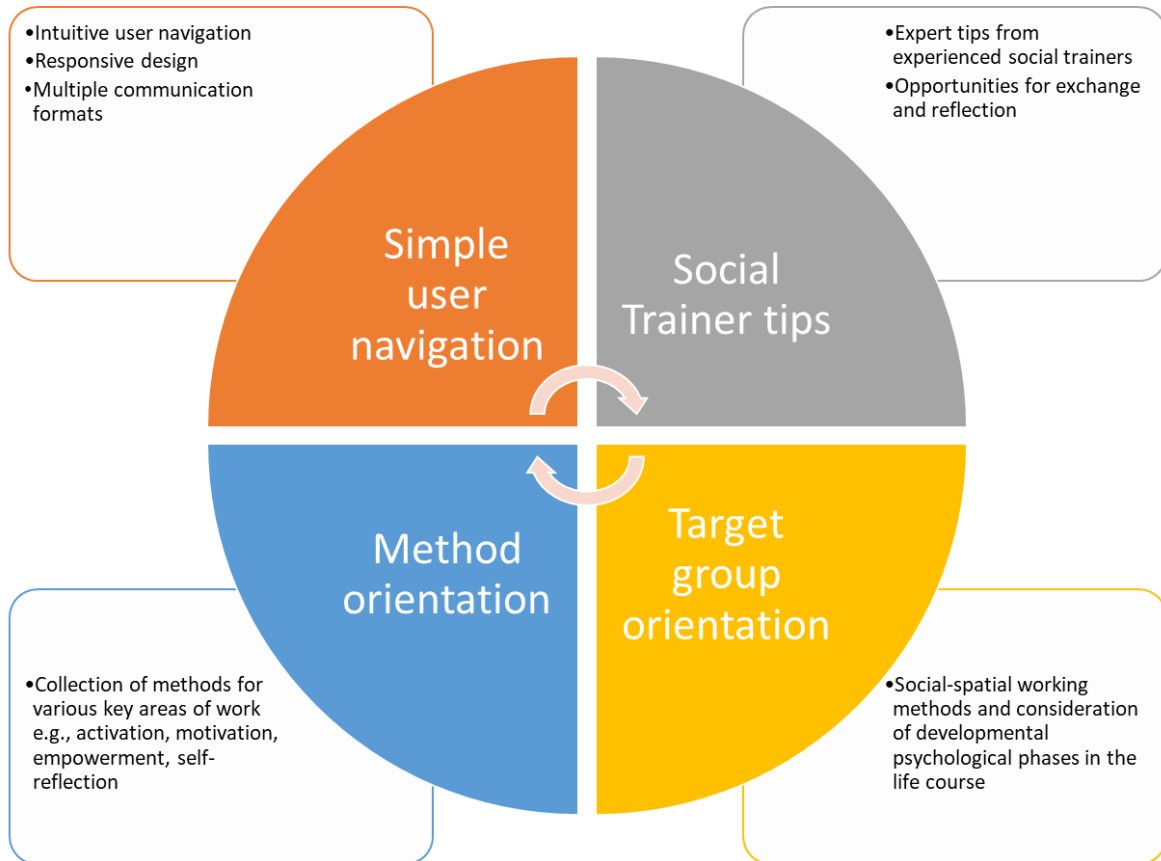 •Intuitive user navigation
•Responsive design
•Multiple communication
formats
•Expert tips from
experienced social trainers
•Opportunities for exchange
and reflection
Simple
user
navigation
Social
Trainer tips
Method
orientation
Target
group
orientation
•Collection of methods for
various key areas of work
e.g., activation, motivation,
empowerment, self-
reflection
•Social-spatial working
methods and consideration
of developmental
psychological phases in the
life course